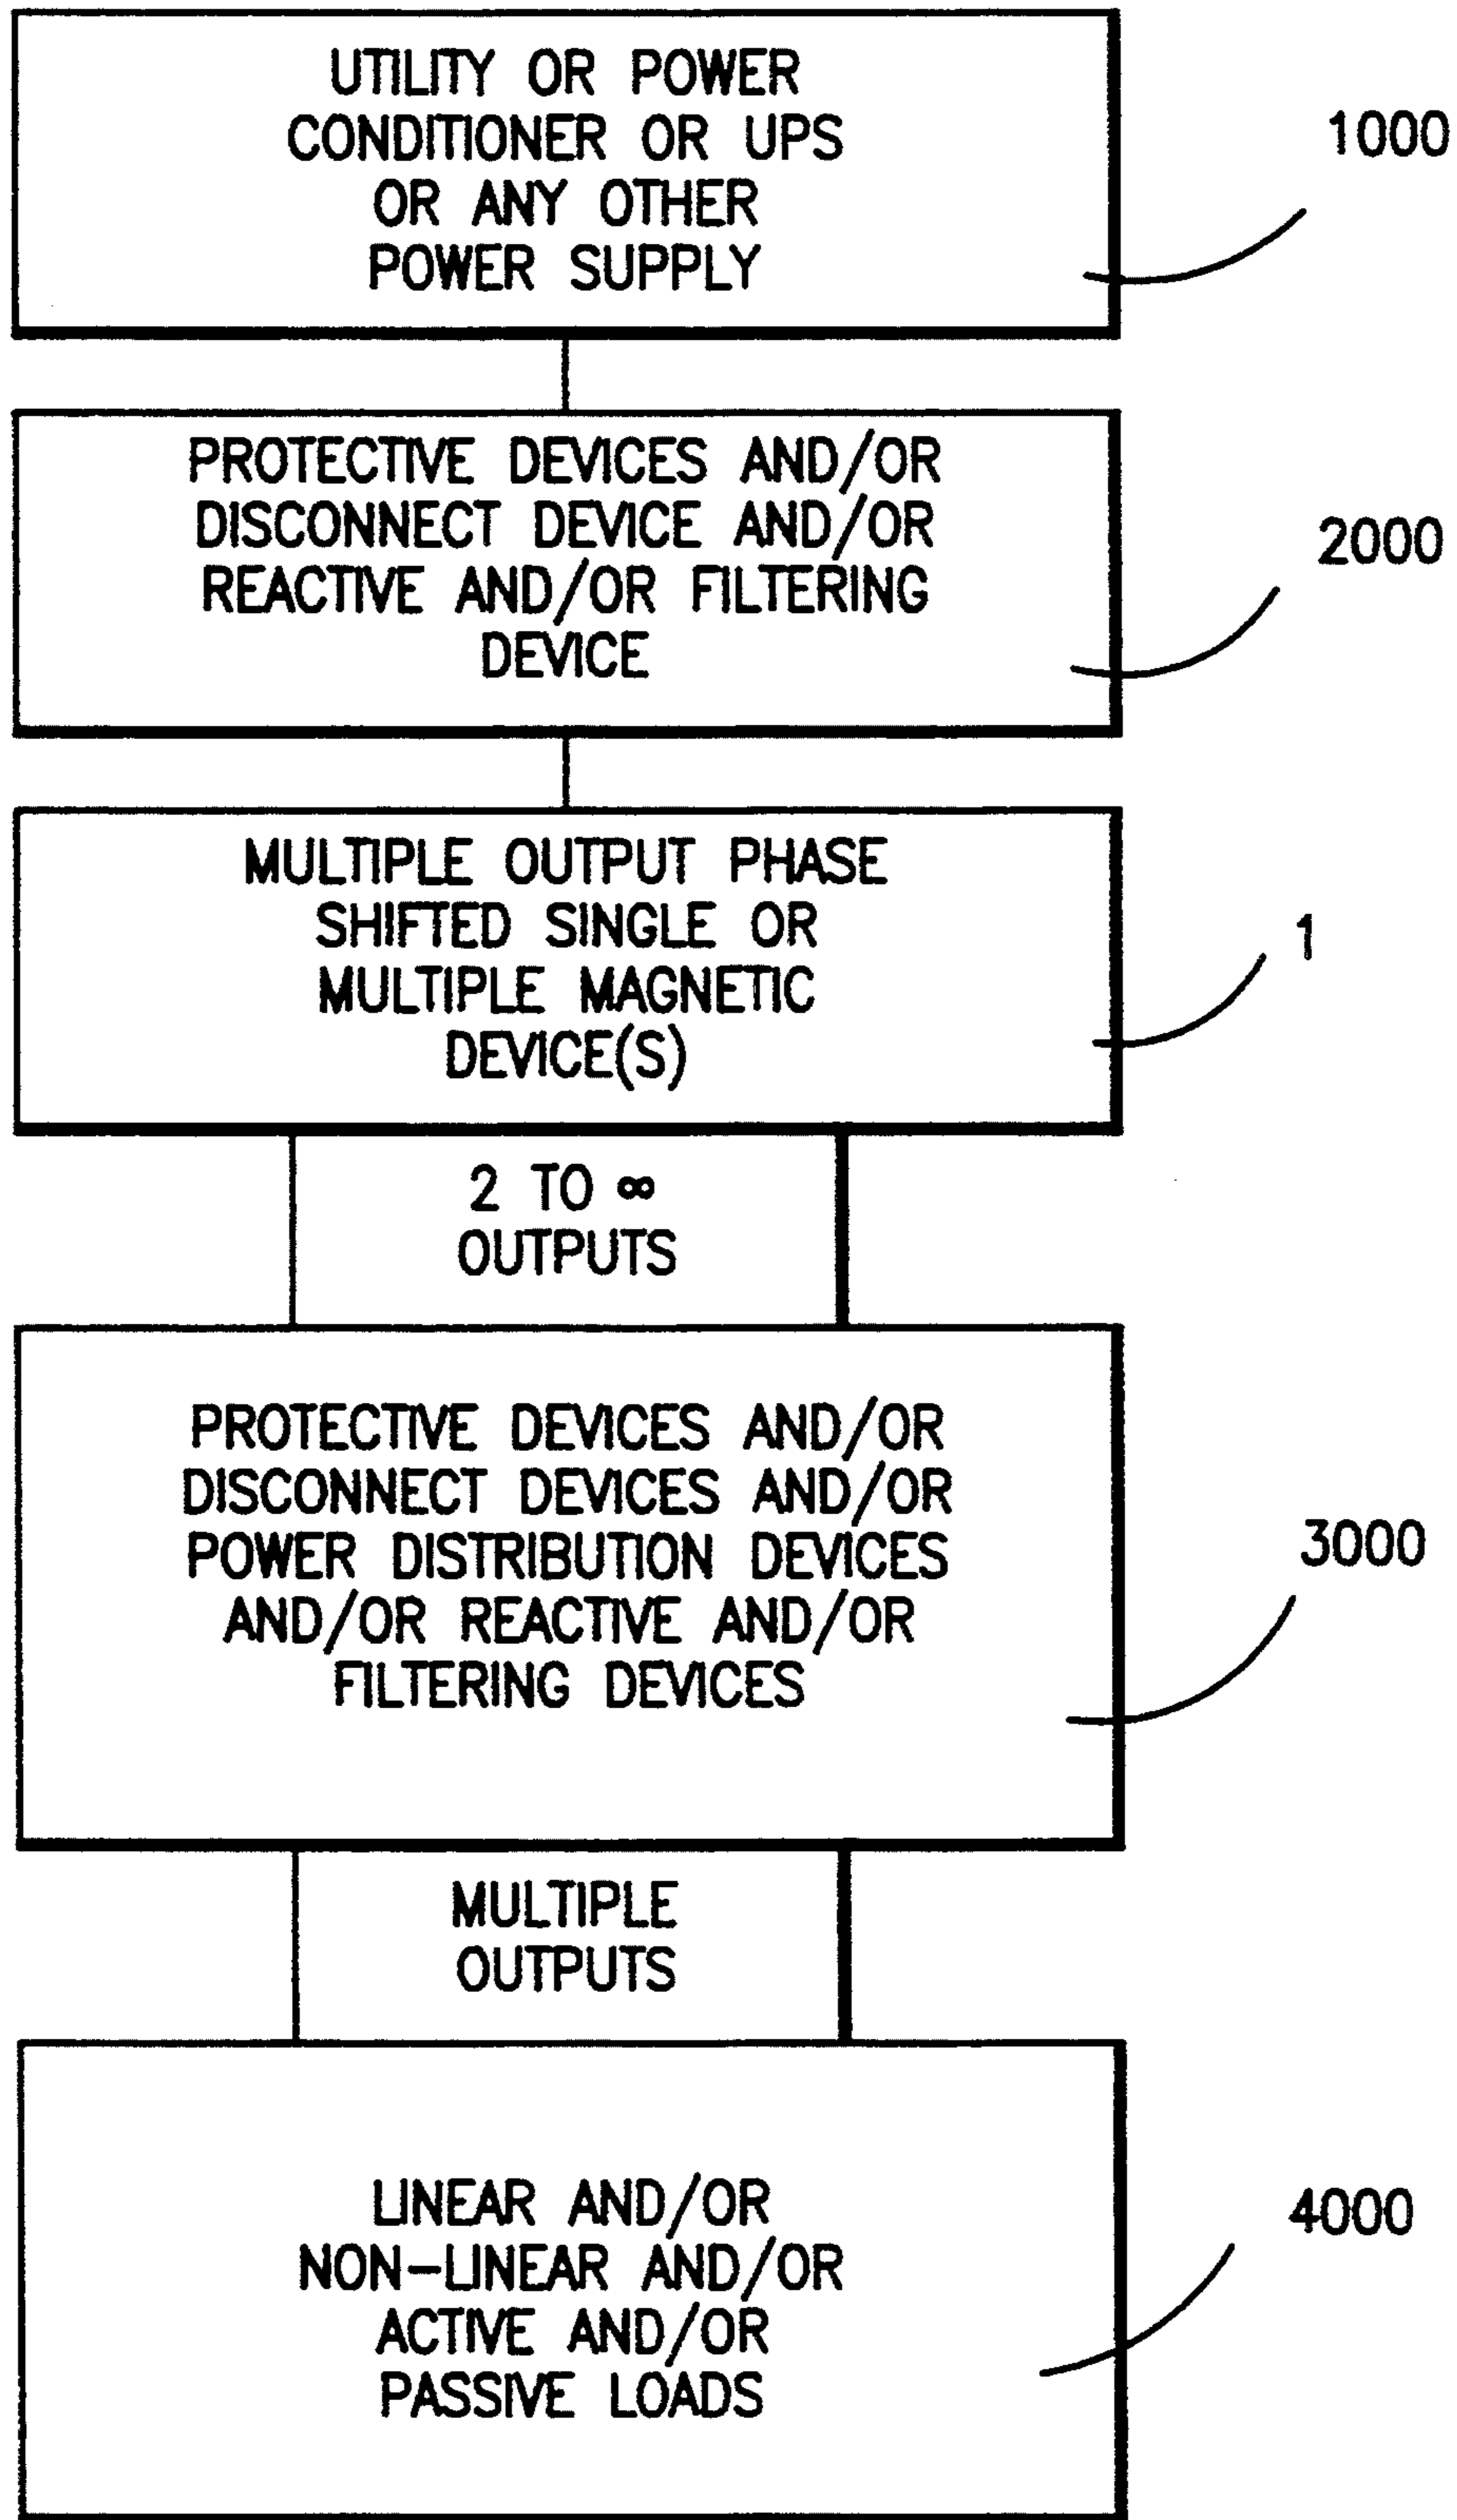 UTILITY OR POWER
CONDITIONER OR UPS
OR ANY OTHER
POWER SUPPLY
1000
PROTECTIVE DEVICES AND/OR
DISCONNECT DEVICE AND/OR
REACTIVE AND/OR FILTERING
DEVICE
2000
MULTIPLE OUTPUT PHASE
SHIFTED SINGLE OR
MULTIPLE MAGNETIC
DEVICE(S)
1
2 TO ∞
OUTPUTS
PROTECTIVE DEVICES AND/OR
DISCONNECT DEVICES AND/OR
POWER DISTRIBUTION DEVICES
AND/OR REACTIVE AND/OR
FILTERING DEVICES
3000
MULTIPLE
OUTPUTS
LINEAR AND/OR
NON-LINEAR AND/OR
ACTIVE AND/OR
PASSIVE LOADS
4000